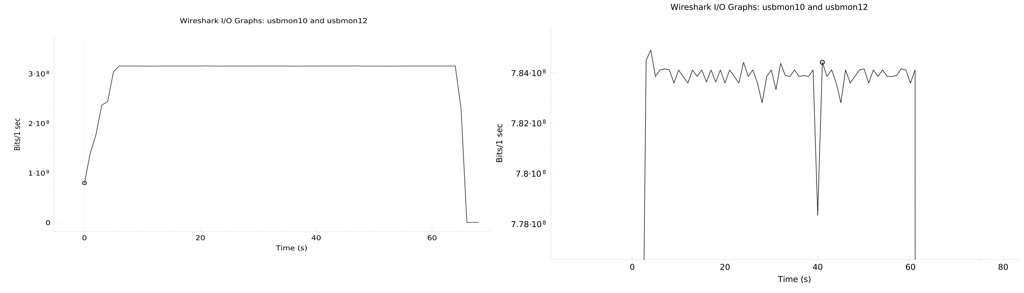 Wireshark I/O Graphs: usbmon10 and usbmon12
Bits/1 sec
3·10⁸
2·10⁸
1·10⁸
0
0 20 40 60
Time (s)
Wireshark I/O Graphs: usbmon10 and usbmon12
Bits/1 sec
7.84·10⁸
7.82·10⁸
7.8·10⁸
7.78·10⁸
0 20 40 60 80
Time (s)